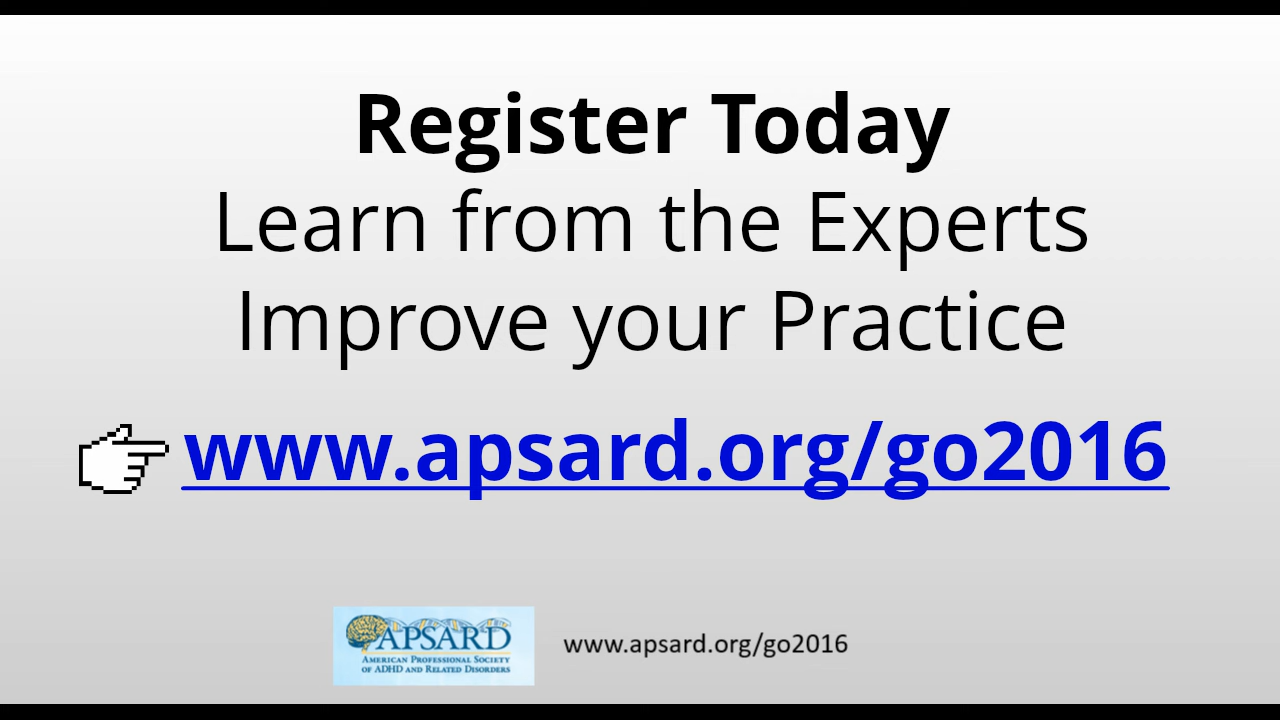 Register Today
Learn from the Experts
Improve your Practice
www.apsard.org/go2016
APSARD
AMERICAN PROFESSIONAL SOCIETY
OF ADHD AND RELATED DISORDERS
www.apsard.org/go2016